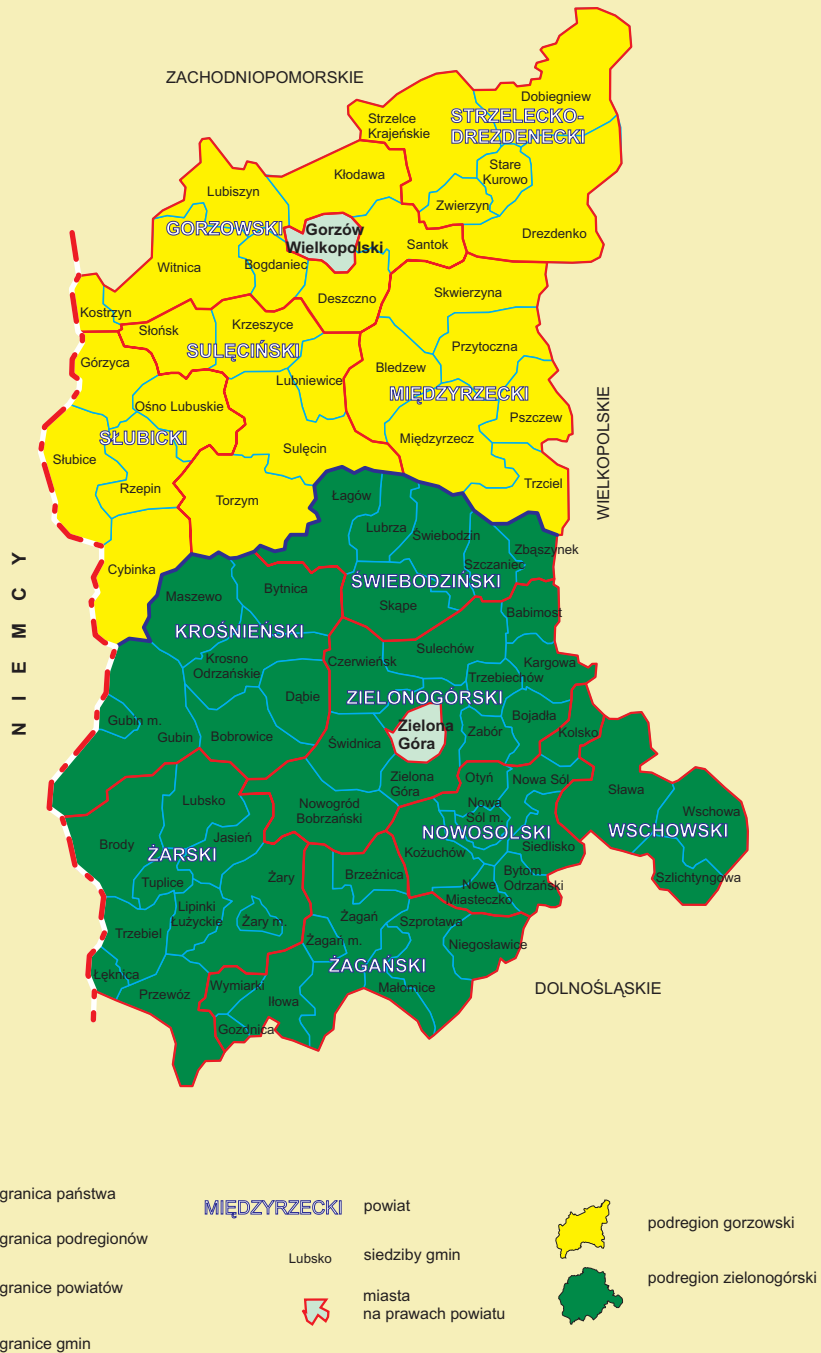 ZACHODNIOPOMORSKIE
Dobiegniew
Strzelce
Krajeńskie
STRZELECKO-
DREZDENECKI
Stare
Kurowo
Kłodawa
Lubiszyn
Zwierzyn
GORZOWSKI
Gorzów
Wielkopolski
Drezdenko
Santok
Witnica
Bogdaniec
Deszczno
Skwierzyna
Kostrzyn
Słońsk
Krzeszyce
SULĘCIŃSKI
Przytoczna
Górzyca
Bledzew
Lubniewice
MIĘDZYRZECKI
Ośno Lubuskie
Pszczew
SŁUBICKI
Międzyrzecz
Sulęcin
Słubice
Rzepin
Trzciel
Torzym
WIELKOPOLSKIE
NIEMCY
Łagów
Lubrza
Świebodzin
Zbąszynek
Szczaniec
Cybinka
ŚWIEBODZIŃSKI
Bytnica
Maszewo
Skąpe
Babimost
KROŚNIEŃSKI
Sulechów
Krosno
Odrzańskie
Czerwieńsk
Kargowa
Trzebiechów
Dąbie
ZIELONOGÓRSKI
Bojadła
Gubin m.
Zielona
Góra
Zabór
Kolsko
Gubin
Bobrowice
Świdnica
Zielona
Góra
Otyń
Nowa Sól
Sława
Lubsko
Nowogród
Bobrzański
Nowa
Sól m.
Wschowa
NOWOSOLSKI
WSCHOWSKI
Jasień
Brody
ŻARSKI
Siedlisko
Kożuchów
Bytom
Odrzański
Szlichtyngowa
Tuplice
Żary
Brzeźnica
Nowe
Miasteczko
Lipinki
Łużyckie
Żary m.
Żagań
Szprotawa
Trzebiel
Żagań m.
Niegosławice
ŻAGAŃSKI
Łęknica
Przewóz
Wymiarki
Iłowa
Małomice
DOLNOŚLĄSKIE
Gozdnica
granica państwa
granica podregionów
granice powiatów
granice gmin
MIĘDZYRZECKI powiat
Lubsko siedziby gmin
miasta
na prawach powiatu
podregion gorzowski
podregion zielonogórski